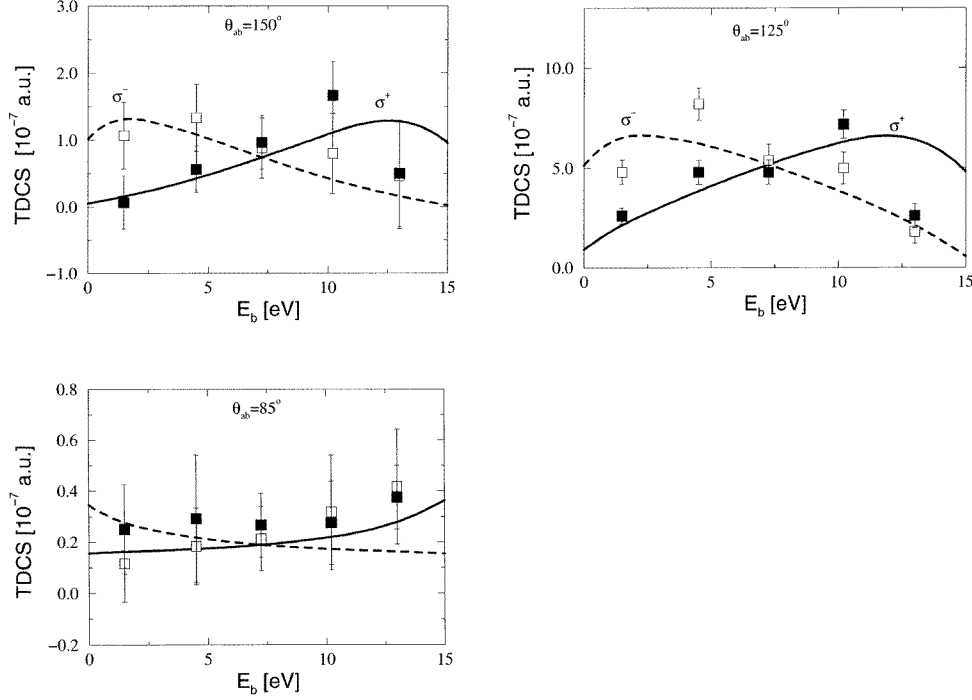 θab=150°
TDCS [10⁻⁷ a.u.]
3.0
2.0
1.0
0.0
−1.0
σ⁻
σ⁺
0 5 10 15
Eb [eV]
θab=125⁰
TDCS [10⁻⁷ a.u.]
10.0
5.0
0.0
σ⁻
σ⁺
0 5 10 15
Eb [eV]
θab=85°
TDCS [10⁻⁷ a.u.]
0.8
0.6
0.4
0.2
0.0
−0.2
0 5 10 15
Eb [eV]